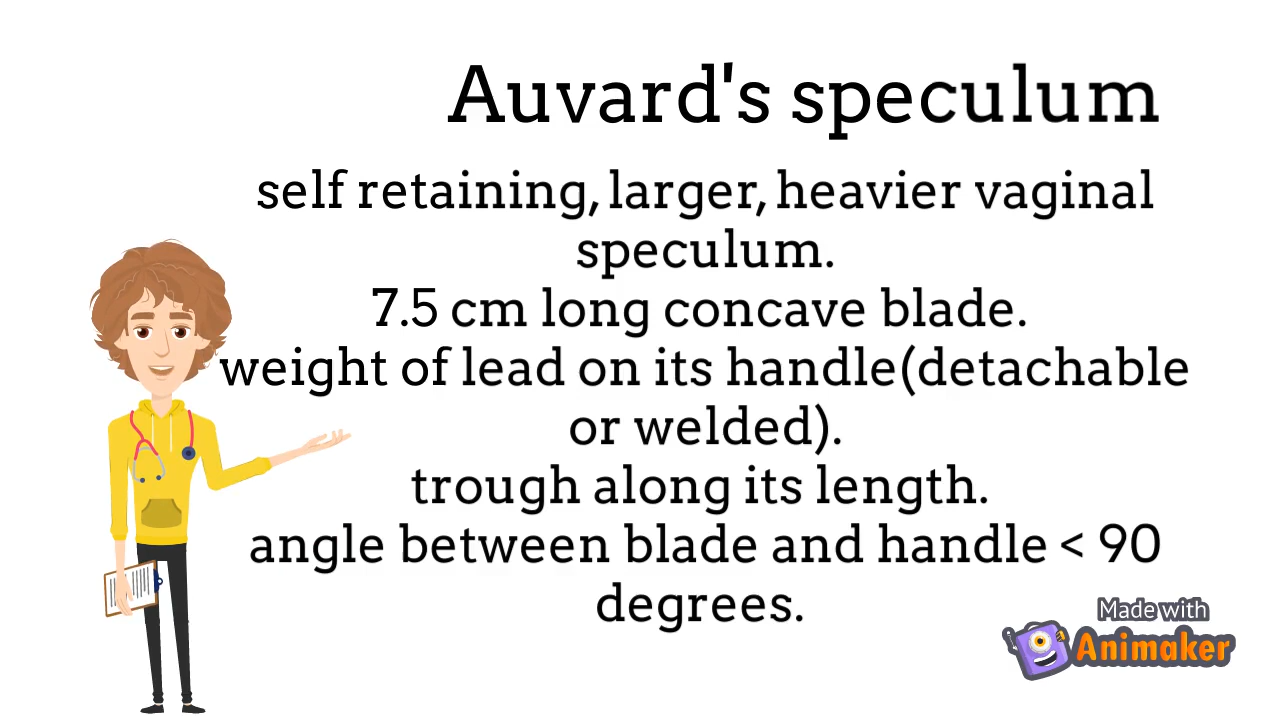 Auvard's speculum
self retaining, larger, heavier vaginal
speculum.
7.5 cm long concave blade.
weight of lead on its handle(detachable
or welded).
trough along its length.
angle between blade and handle < 90
degrees.
Made with
Animaker